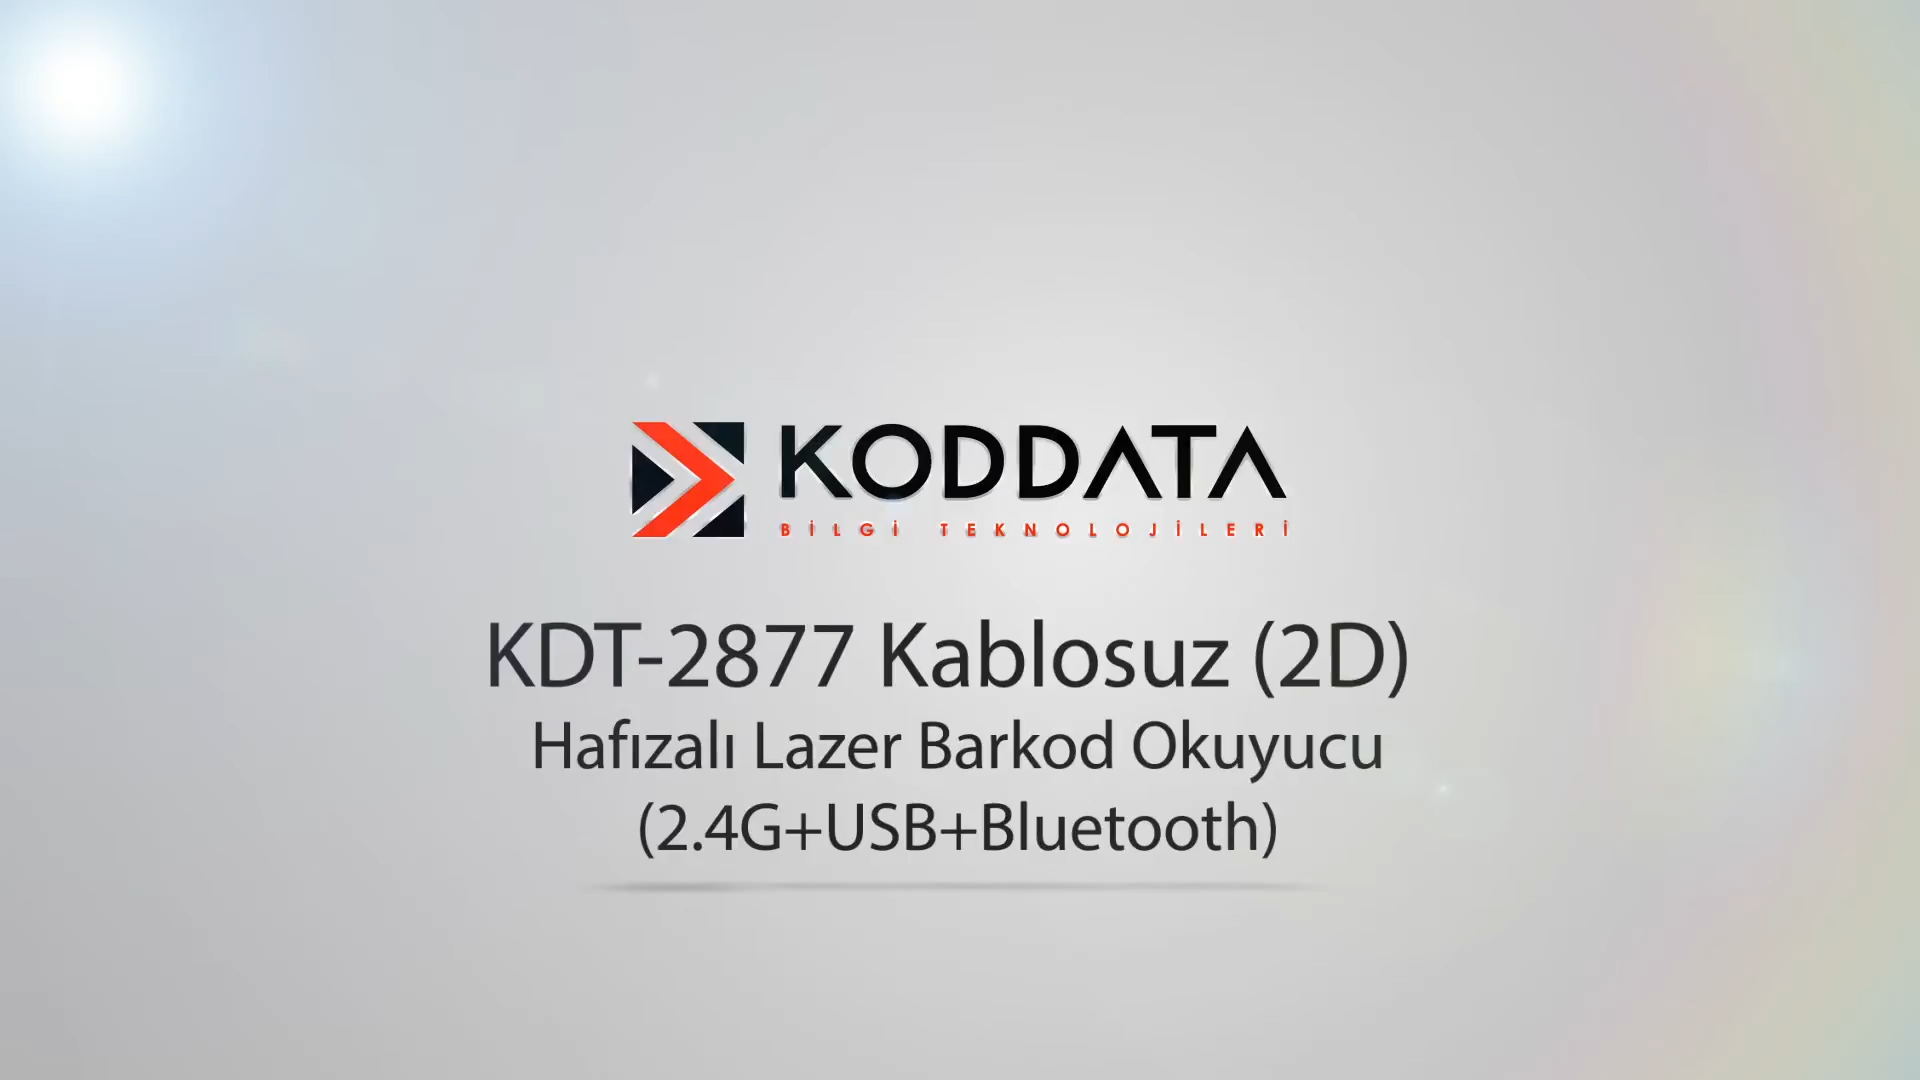 KODDATA
BİLGİ TEKNOLOJİLERİ
KDT-2877 Kablosuz (2D)
Hafızalı Lazer Barkod Okuyucu
(2.4G+USB+Bluetooth)